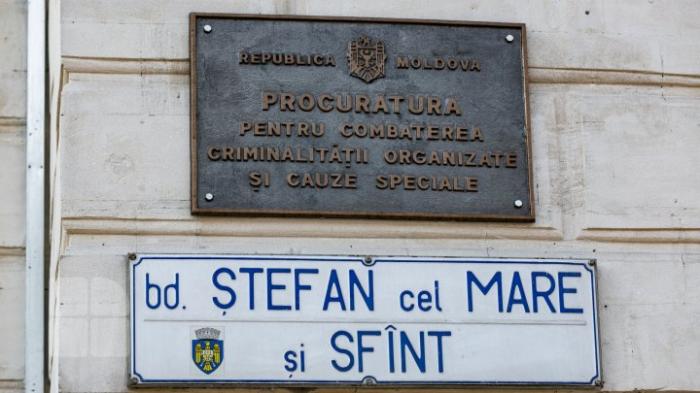 REPUBLICA MOLDOVA
PROCURATURA
PENTRU COMBATEREA
CRIMINALITĂȚII ORGANIZATE
ȘI CAUZE SPECIALE
bd. ȘTEFAN cel MARE
și SFÎNT